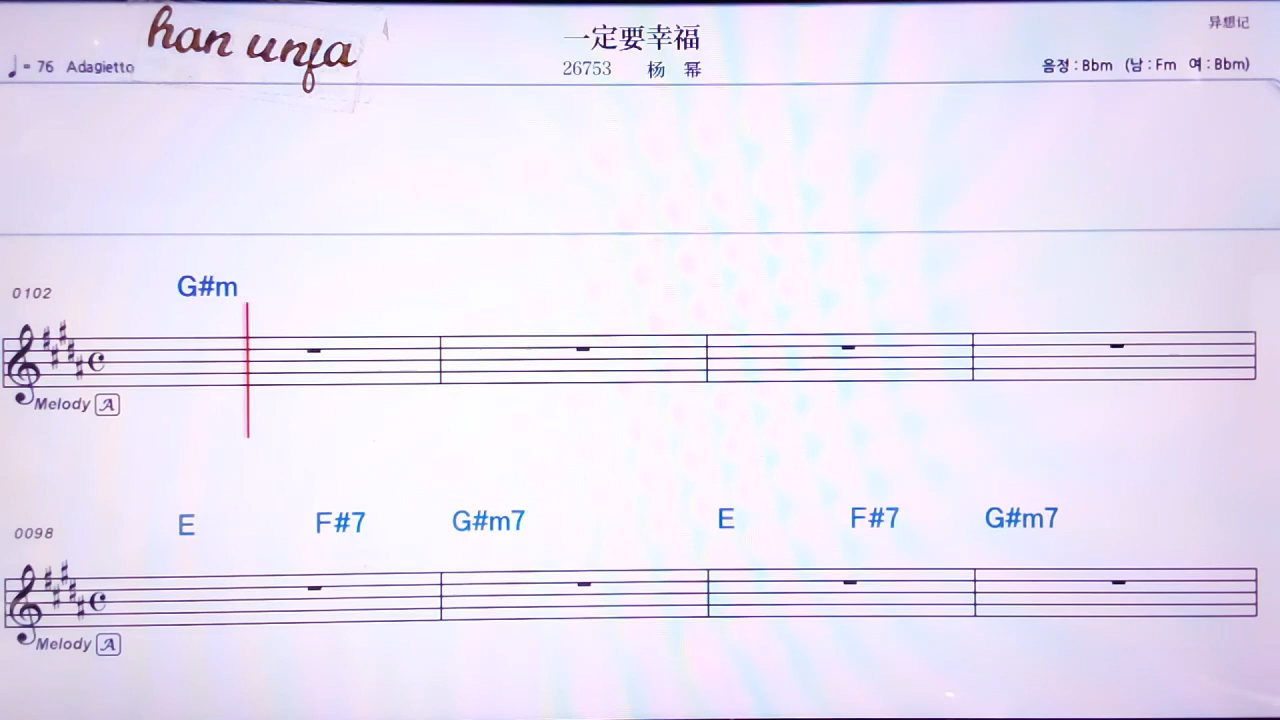 han unfa
一定要幸福
异想记
♩ = 76 Adagietto
26753 杨 幂
음정 : Bbm (남 : Fm 여 : Bbm)
G#m
0102
Melody A
E F#7 G#m7 E F#7 G#m7
0098
Melody A